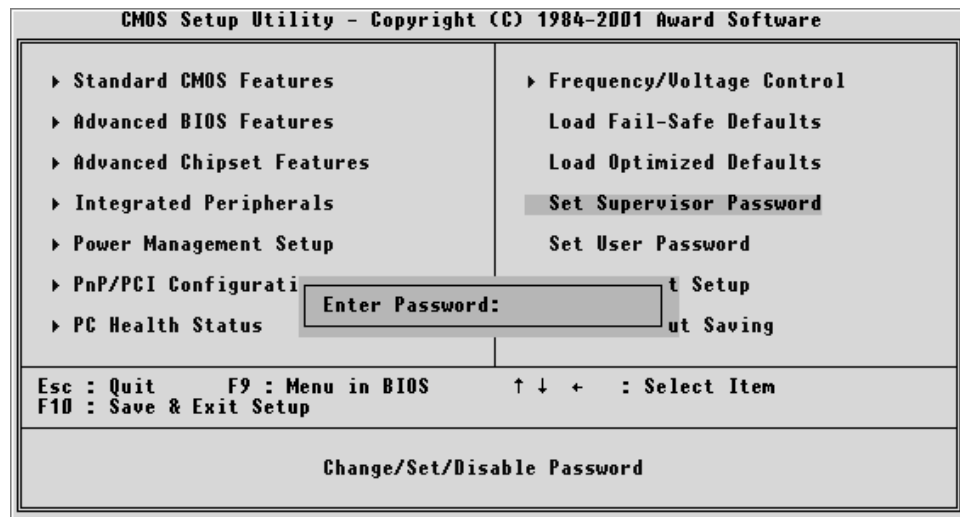 CMOS Setup Utility - Copyright (C) 1984-2001 Award Software
▸ Standard CMOS Features
▸ Advanced BIOS Features
▸ Advanced Chipset Features
▸ Integrated Peripherals
▸ Power Management Setup
▸ PnP/PCI Configurati
▸ PC Health Status
▸ Frequency/Voltage Control
Load Fail-Safe Defaults
Load Optimized Defaults
Set Supervisor Password
Set User Password
t Setup
ut Saving
Enter Password:
Esc : Quit F9 : Menu in BIOS ↑ ↓ ← : Select Item
F10 : Save & Exit Setup
Change/Set/Disable Password